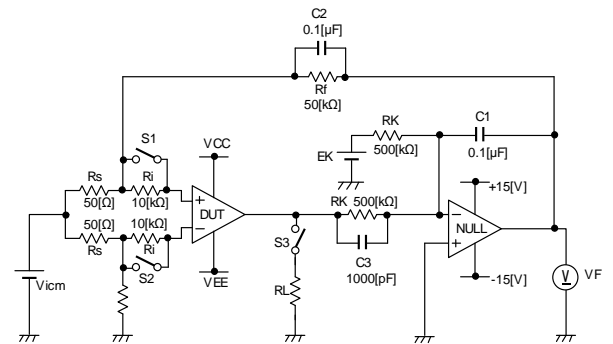 C2
0.1[µF]
Rf
50[kΩ]
S1
VCC
RK
500[kΩ]
C1
0.1[µF]
EK
+15[V]
Rs
50[Ω]
Ri
10[kΩ]
+
DUT
−
RK 500[kΩ]
−
NULL
+
50[Ω]
Rs
10[kΩ]
Ri
S2
VEE
S3
C3
1000[pF]
-15[V]
Vicm
RL
V
VF